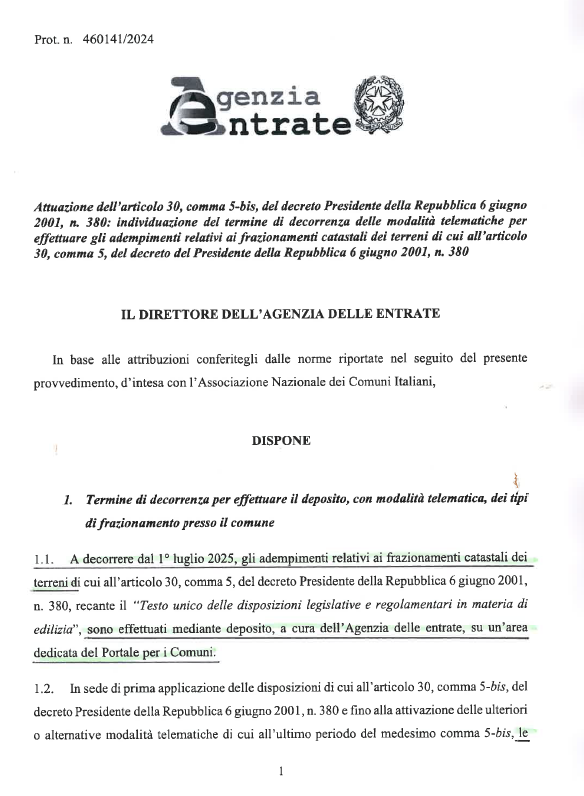 Prot. n. 460141/2024
Agenzia
Entrate
Attuazione dell'articolo 30, comma 5-bis, del decreto Presidente della Repubblica 6 giugno
2001, n. 380: individuazione del termine di decorrenza delle modalità telematiche per
effettuare gli adempimenti relativi ai frazionamenti catastali dei terreni di cui all'articolo
30, comma 5, del decreto del Presidente della Repubblica 6 giugno 2001, n. 380
IL DIRETTORE DELL'AGENZIA DELLE ENTRATE
In base alle attribuzioni conferitegli dalle norme riportate nel seguito del presente
provvedimento, d'intesa con l'Associazione Nazionale dei Comuni Italiani,
DISPONE
1. Termine di decorrenza per effettuare il deposito, con modalità telematica, dei tipi
di frazionamento presso il comune
1.1. A decorrere dal 1° luglio 2025, gli adempimenti relativi ai frazionamenti catastali dei
terreni di cui all'articolo 30, comma 5, del decreto Presidente della Repubblica 6 giugno 2001,
n. 380, recante il "Testo unico delle disposizioni legislative e regolamentari in materia di
edilizia", sono effettuati mediante deposito, a cura dell'Agenzia delle entrate, su un'area
dedicata del Portale per i Comuni.
1.2. In sede di prima applicazione delle disposizioni di cui all'articolo 30, comma 5-bis, del
decreto Presidente della Repubblica 6 giugno 2001, n. 380 e fino alla attivazione delle ulteriori
o alternative modalità telematiche di cui all'ultimo periodo del medesimo comma 5-bis, le
1